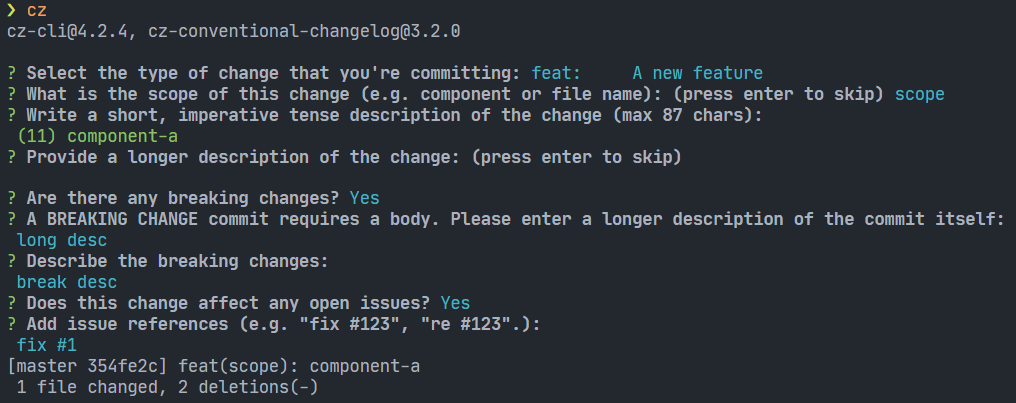 ❯ cz
cz-cli@4.2.4, cz-conventional-changelog@3.2.0
? Select the type of change that you're committing: feat:     A new feature
? What is the scope of this change (e.g. component or file name): (press enter to skip) scope
? Write a short, imperative tense description of the change (max 87 chars):
 (11) component-a
? Provide a longer description of the change: (press enter to skip)
? Are there any breaking changes? Yes
? A BREAKING CHANGE commit requires a body. Please enter a longer description of the commit itself:
 long desc
? Describe the breaking changes:
 break desc
? Does this change affect any open issues? Yes
? Add issue references (e.g. "fix #123", "re #123".):
 fix #1
[master 354fe2c] feat(scope): component-a
 1 file changed, 2 deletions(-)